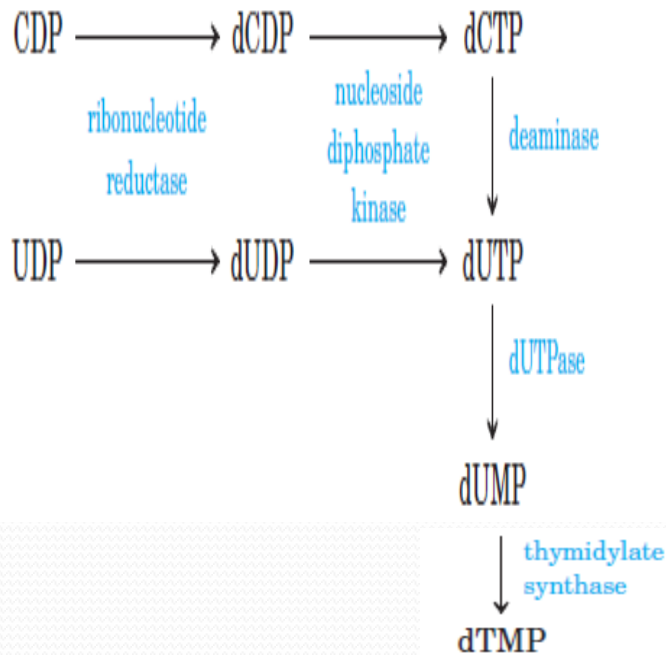 CDP dCDP dCTP
ribonucleotide
reductase
nucleoside
diphosphate
kinase
deaminase
UDP dUDP dUTP
dUTPase
dUMP
thymidylate
synthase
dTMP